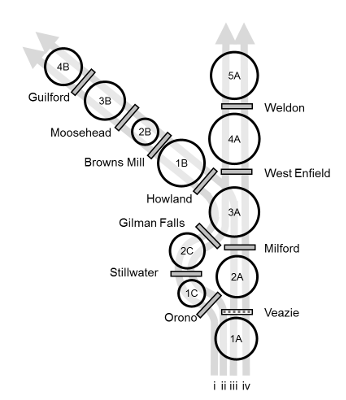 5A
4B
Weldon
Guilford
3B
4A
Moosehead
2B
Browns Mill
1B
West Enfield
Howland
3A
Gilman Falls
2C
Milford
Stillwater
2A
1C
Orono
Veazie
1A
i ii iii iv